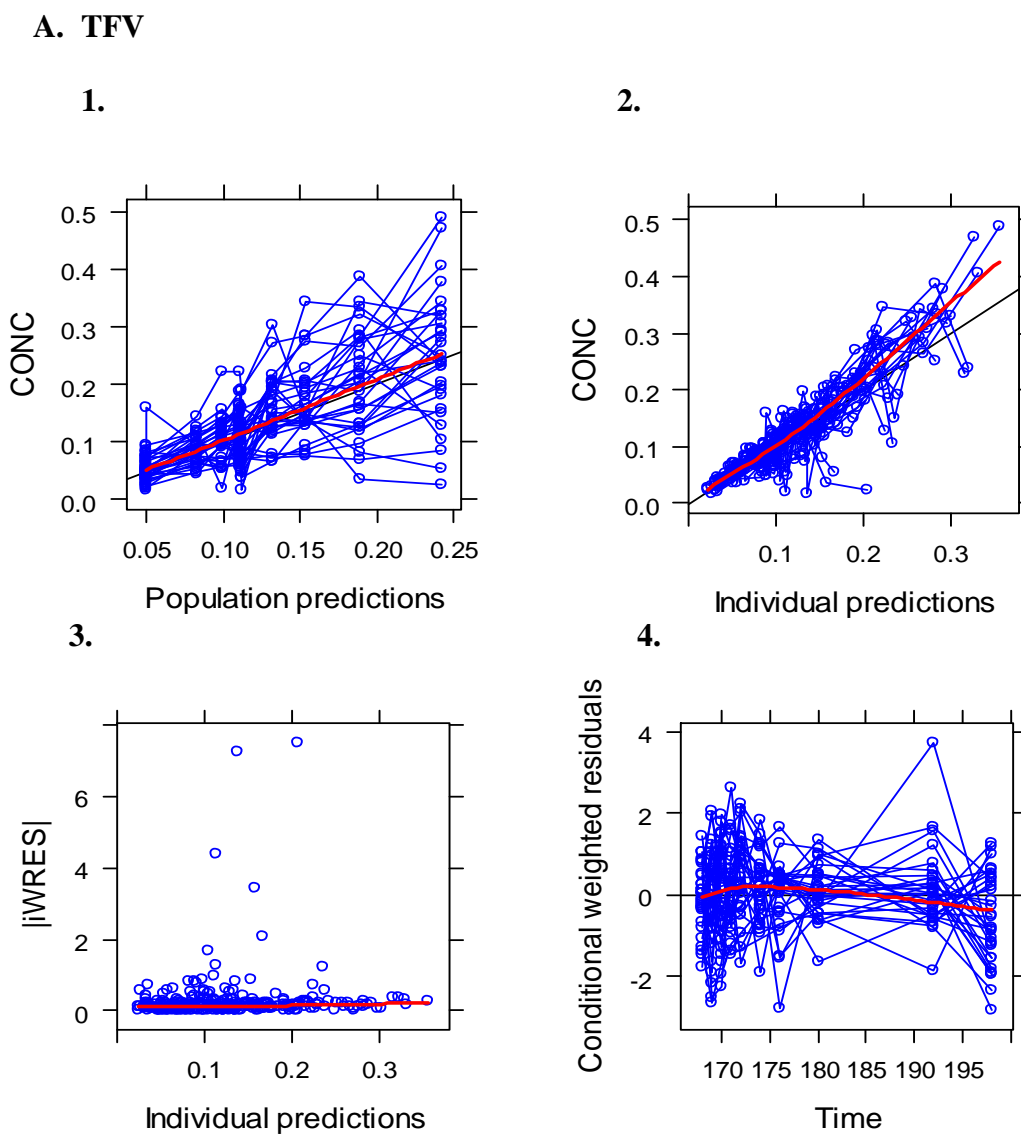 A. TFV
1.
CONC
0.5
0.4
0.3
0.2
0.1
0.0
0.05 0.10 0.15 0.20 0.25
Population predictions
2.
CONC
0.5
0.4
0.3
0.2
0.1
0.0
0.1 0.2 0.3
Individual predictions
3.
|iWRES|
6
4
2
0
0.1 0.2 0.3
Individual predictions
4.
Conditional weighted residuals
4
2
0
-2
170 175 180 185 190 195
Time